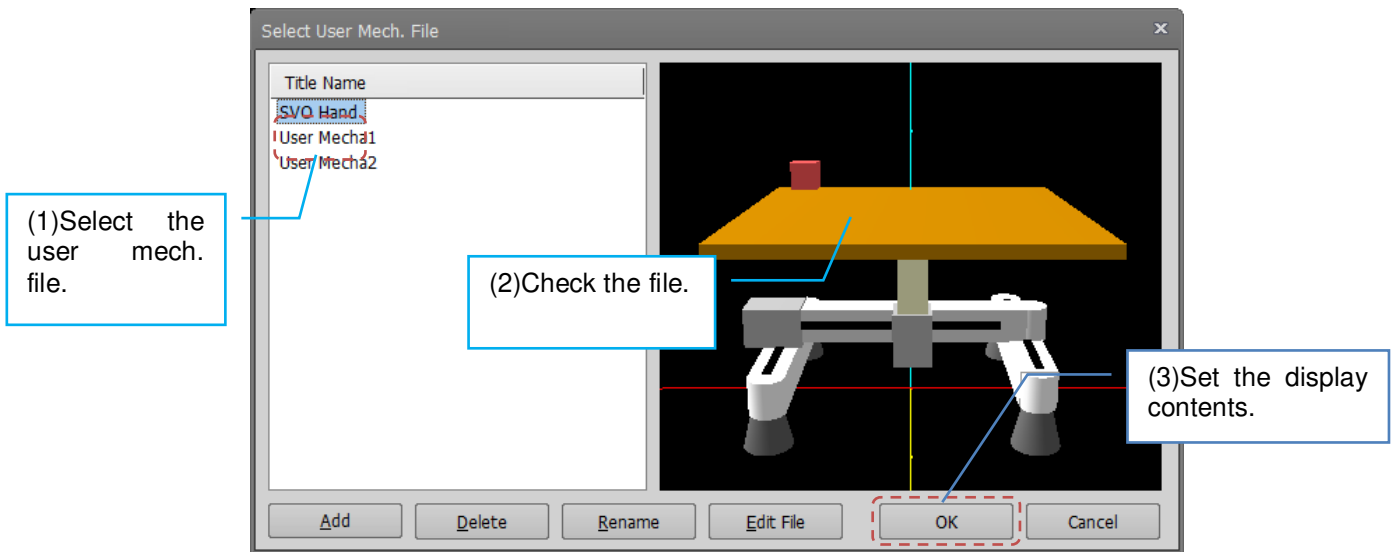 Select User Mech. File
x
Title Name
SVO Hand
User Mecha1
User Mecha2
(1)Select the
user mech.
file.
(2)Check the file.
(3)Set the display
contents.
Add Delete Rename Edit File OK Cancel